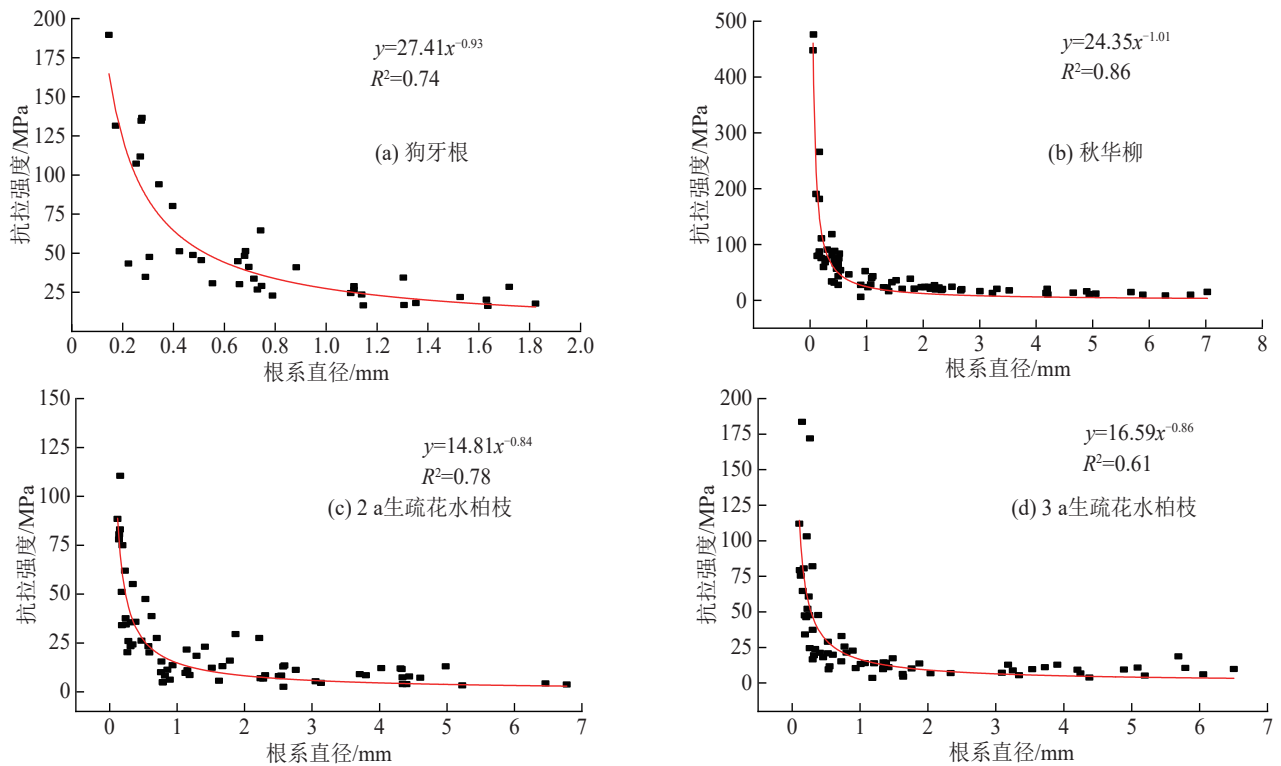 200
175
150
125
100
75
50
25
抗拉强度/MPa
y=27.41x⁻⁰·⁹³
R²=0.74
(a) 狗牙根
0 0.2 0.4 0.6 0.8 1.0 1.2 1.4 1.6 1.8 2.0
根系直径/mm
500
400
300
200
100
0
抗拉强度/MPa
y=24.35x⁻¹·⁰¹
R²=0.86
(b) 秋华柳
0 1 2 3 4 5 6 7 8
根系直径/mm
150
125
100
75
50
25
0
抗拉强度/MPa
y=14.81x⁻⁰·⁸⁴
R²=0.78
(c) 2 a生疏花水柏枝
0 1 2 3 4 5 6 7
根系直径/mm
200
175
150
125
100
75
50
25
0
抗拉强度/MPa
y=16.59x⁻⁰·⁸⁶
R²=0.61
(d) 3 a生疏花水柏枝
0 1 2 3 4 5 6 7
根系直径/mm